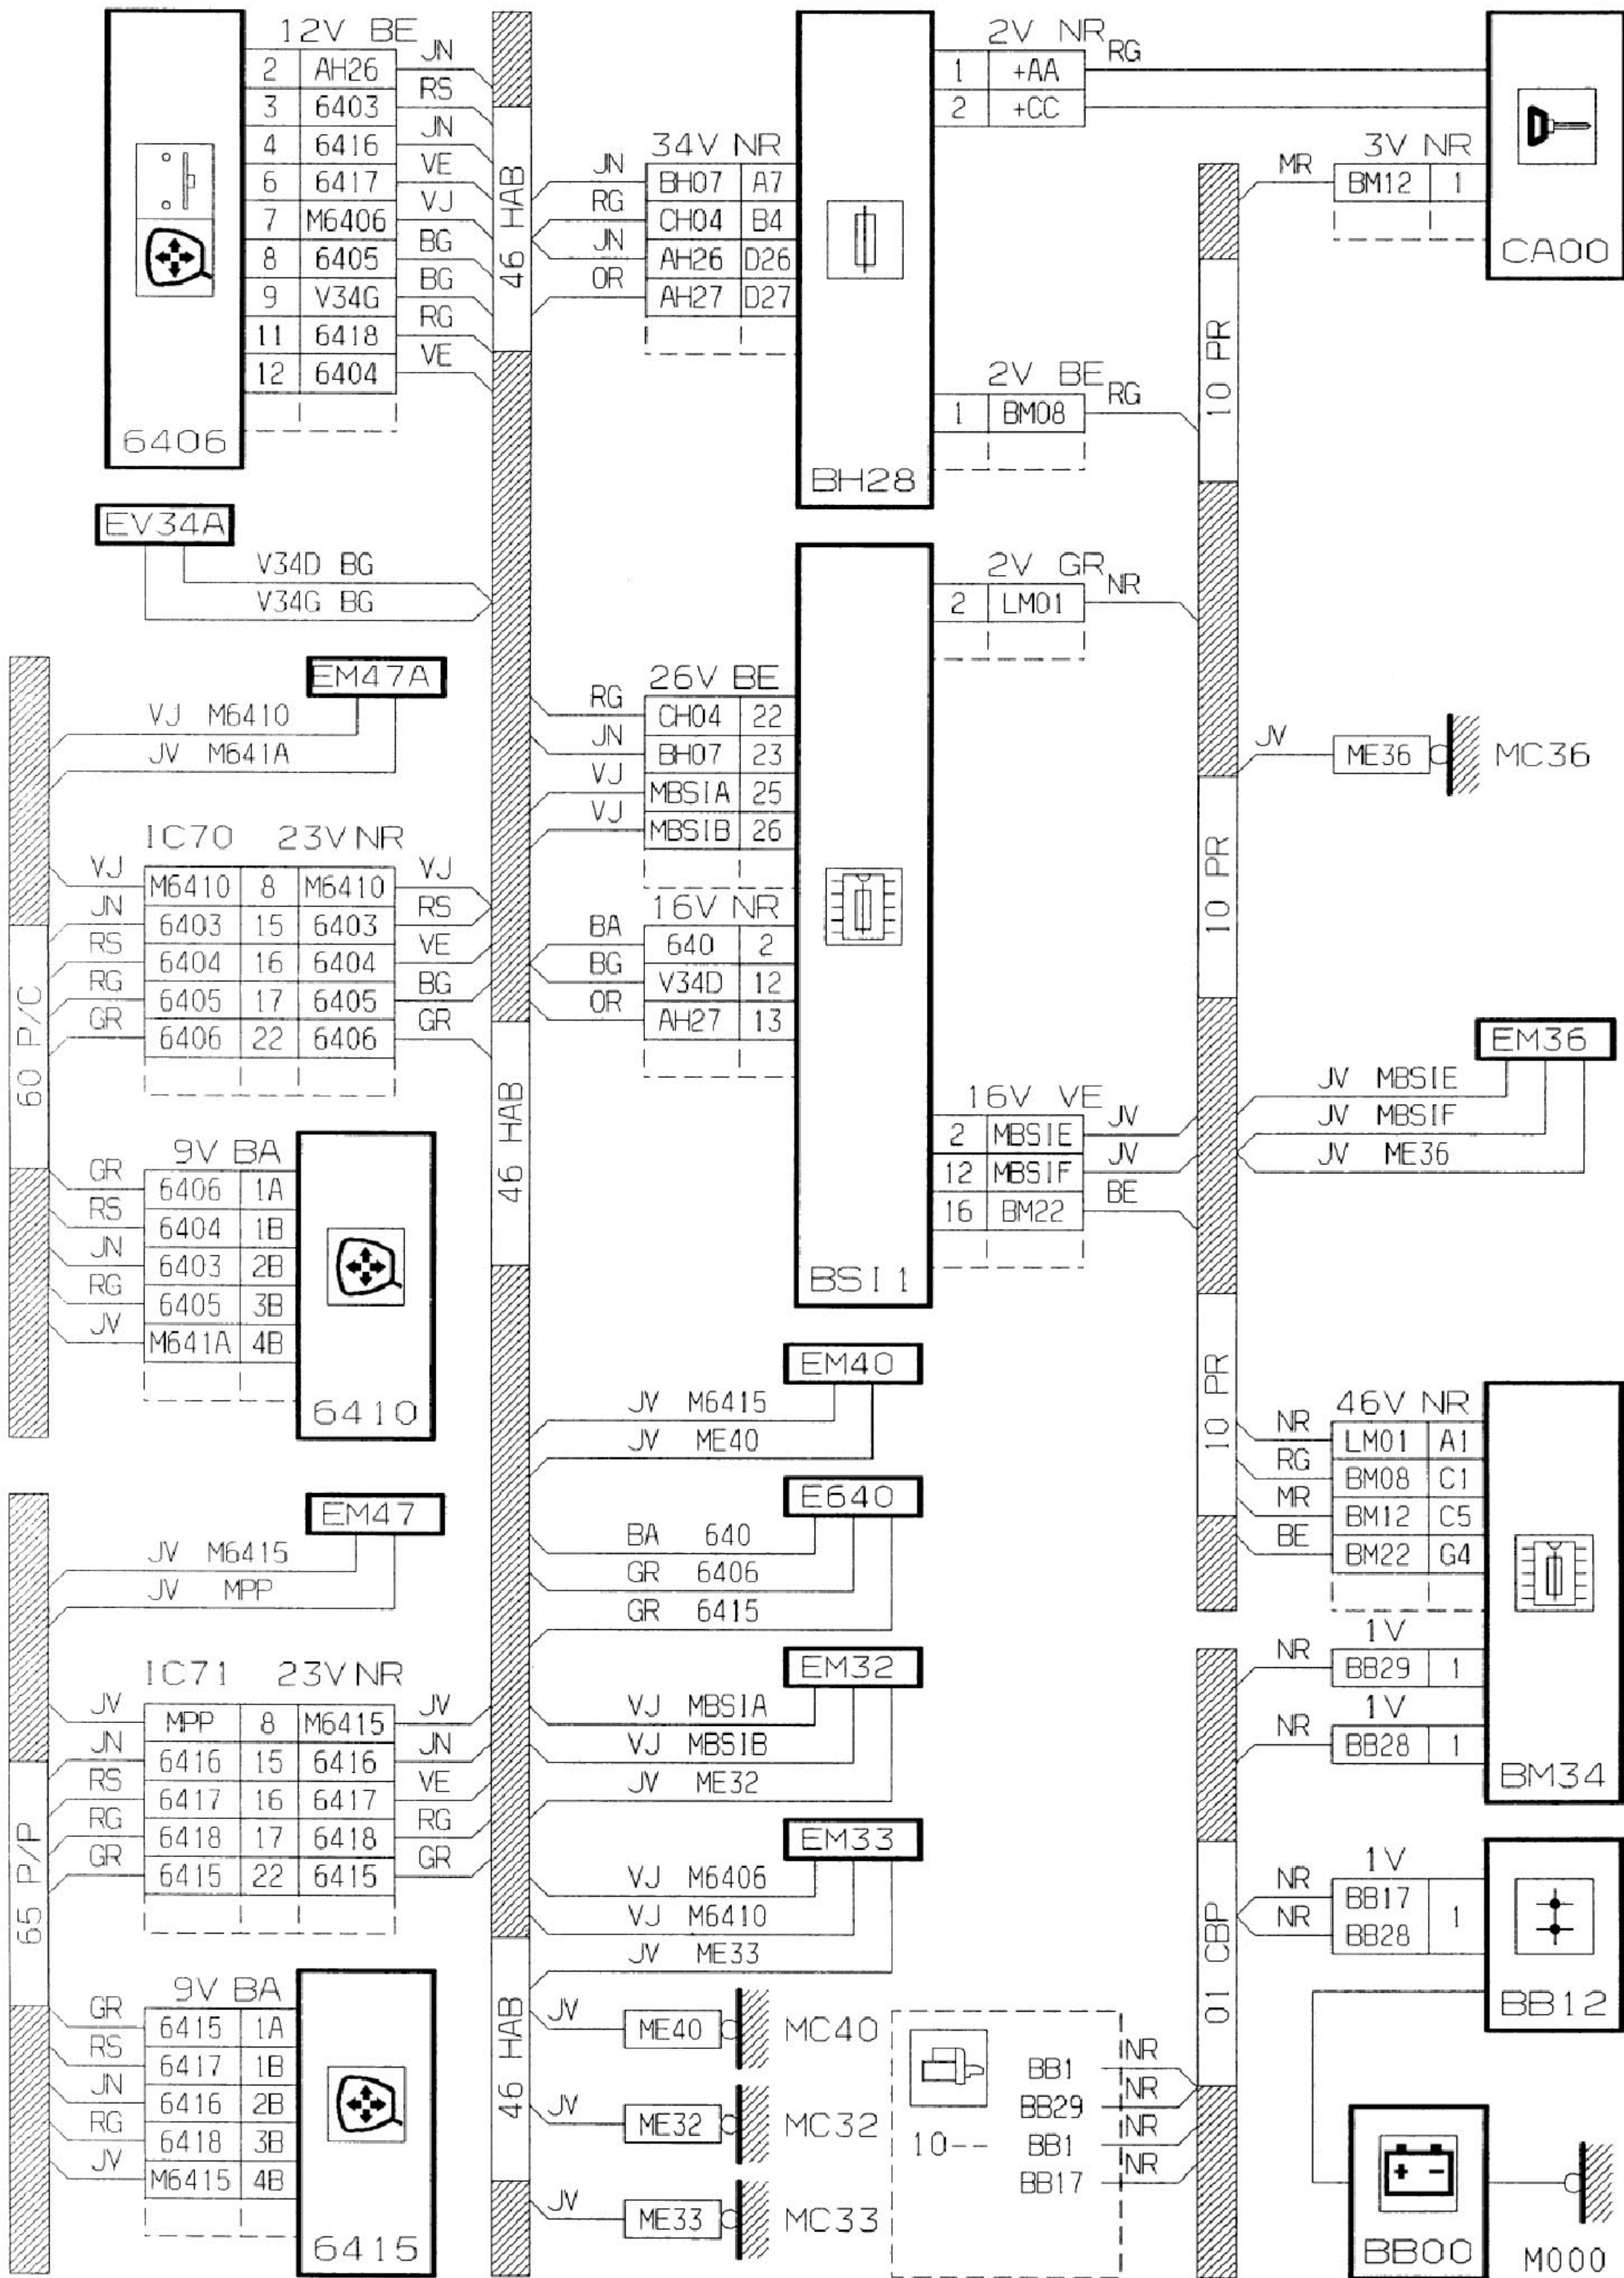 12V BE
2 AH26 JN
3 6403 RS
4 6416 JN
6 6417 VE
7 M6406 VJ
8 6405 BG
9 V34G BG
11 6418 RG
12 6404 VE
6406
46 HAB
34V NR
JN BH07 A7
RG CH04 B4
JN AH26 D26
OR AH27 D27
2V NR
1 +AA RG
2 +CC
2V BE
1 BM08 RG
BH28
3V NR
MR BM12 1
CA00
10 PR
EV34A
V34D BG
V34G BG
EM47A
VJ M6410
JV M641A
IC70 23V NR
VJ M6410 8 M6410 VJ
JN 6403 15 6403 RS
RS 6404 16 6404 VE
RG 6405 17 6405 BG
GR 6406 22 6406 GR
60 P/C
9V BA
GR 6406 1A
RS 6404 1B
JN 6403 2B
RG 6405 3B
JV M641A 4B
6410
46 HAB
2V GR
2 LM01 NR
26V BE
RG CH04 22
JN BH07 23
VJ MBSIA 25
VJ MBSIB 26
16V NR
BA 640 2
BG V34D 12
OR AH27 13
16V VE
2 MBSIE JV
12 MBSIF JV
16 BM22 BE
BSI1
JV ME36 MC36
10 PR
EM36
JV MBSIE
JV MBSIF
JV ME36
EM47
JV M6415
JV MPP
IC71 23V NR
JV MPP 8 M6415 JV
JN 6416 15 6416 JN
RS 6417 16 6417 VE
RG 6418 17 6418 RG
GR 6415 22 6415 GR
65 P/P
9V BA
GR 6415 1A
RS 6417 1B
JN 6416 2B
RG 6418 3B
JV M6415 4B
6415
EM40
JV M6415
JV ME40
E640
BA 640
GR 6406
GR 6415
EM32
VJ MBSIA
VJ MBSIB
JV ME32
EM33
VJ M6406
VJ M6410
JV ME33
46 HAB
JV ME40 MC40
JV ME32 MC32
JV ME33 MC33
10 PR
46V NR
NR LM01 A1
RG BM08 C1
MR BM12 C5
BE BM22 G4
1V
NR BB29 1
1V
NR BB28 1
BM34
01 CBP
1V
NR BB17
NR BB28 1
BB12
10--
BB1 NR
BB29 NR
BB1 NR
BB17 NR
BB00
M000